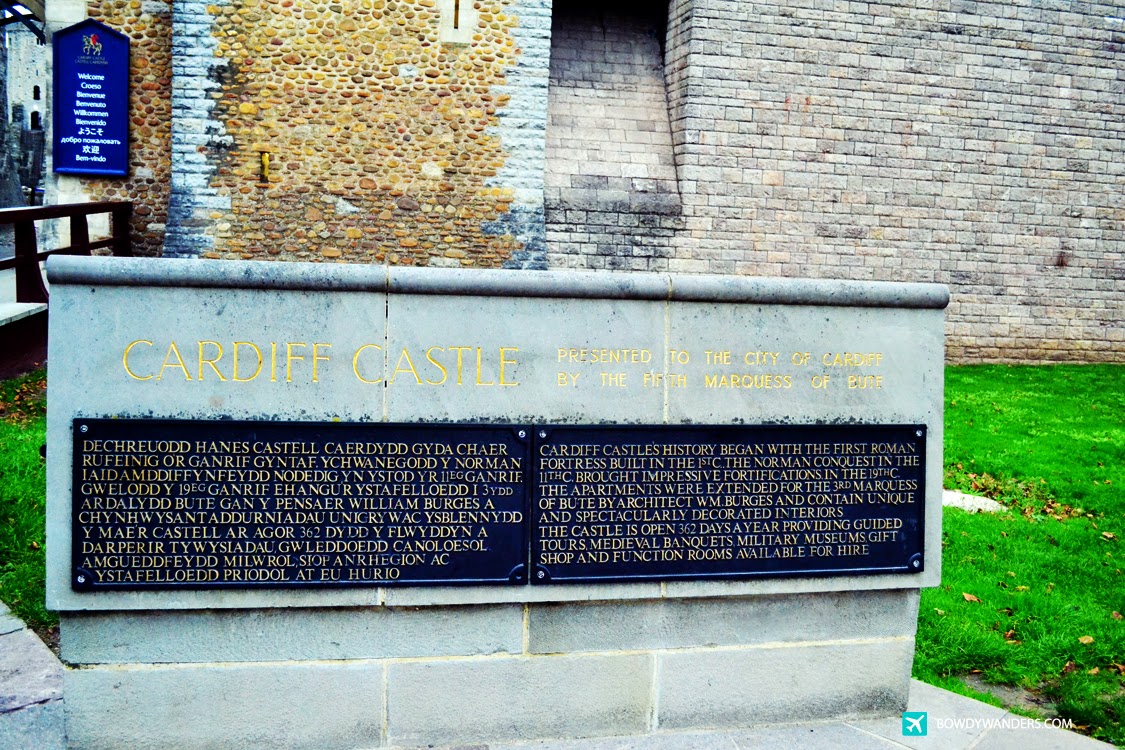 CARDIFF CASTLE
CASTELL CAERDYDD
Welcome
Croeso
Bienvenue
Benvenuto
Willkommen
Bienvenido
ようこそ
добро пожаловать
欢迎
Bem-vindo
CARDIFF CASTLE
PRESENTED TO THE CITY OF CARDIFF
BY THE FIFTH MARQUESS OF BUTE
DECHREUODD HANES CASTELL CAERDYDD GYDA CHAER
RUFEINIG O'R GANRIF GYNTAF. YCHWANEGODD Y NORMAN
IAID AMDDIFFYNFEYDD NODEDIG YN YSTOD YR 11EG GANRIF.
GWELODD Y 19EG GANRIF EHANGU'R YSTAFELLOEDD I 3YDD
ARDALYDD BUTE GAN Y PENSAER WILLIAM BURGES A
CHYNHWYSANT ADDURNIADAU UNIGRYW AC YSBLENNYDD
Y MAE'R CASTELL AR AGOR 362 DYDD Y FLWYDDYN A
DARPERIR TYWYSIADAU, GWLEDDOEDD CANOLOESOL
AMGUEDDFEYDD MILWROL, SIOP ANRHEGION AC
YSTAFELLOEDD PRIODOL AT EU HURIO
CARDIFF CASTLE'S HISTORY BEGAN WITH THE FIRST ROMAN
FORTRESS BUILT IN THE 1ST C. THE NORMAN CONQUEST IN THE
11TH C. BROUGHT IMPRESSIVE FORTIFICATIONS. IN THE 19TH C.
THE APARTMENTS WERE EXTENDED FOR THE 3RD MARQUESS
OF BUTE BY ARCHITECT WM BURGES AND CONTAIN UNIQUE
AND SPECTACULARLY DECORATED INTERIORS
THE CASTLE IS OPEN 362 DAYS A YEAR PROVIDING GUIDED
TOURS, MEDIEVAL BANQUETS MILITARY MUSEUMS GIFT
SHOP AND FUNCTION ROOMS AVAILABLE FOR HIRE
BOWDYWANDERS.COM